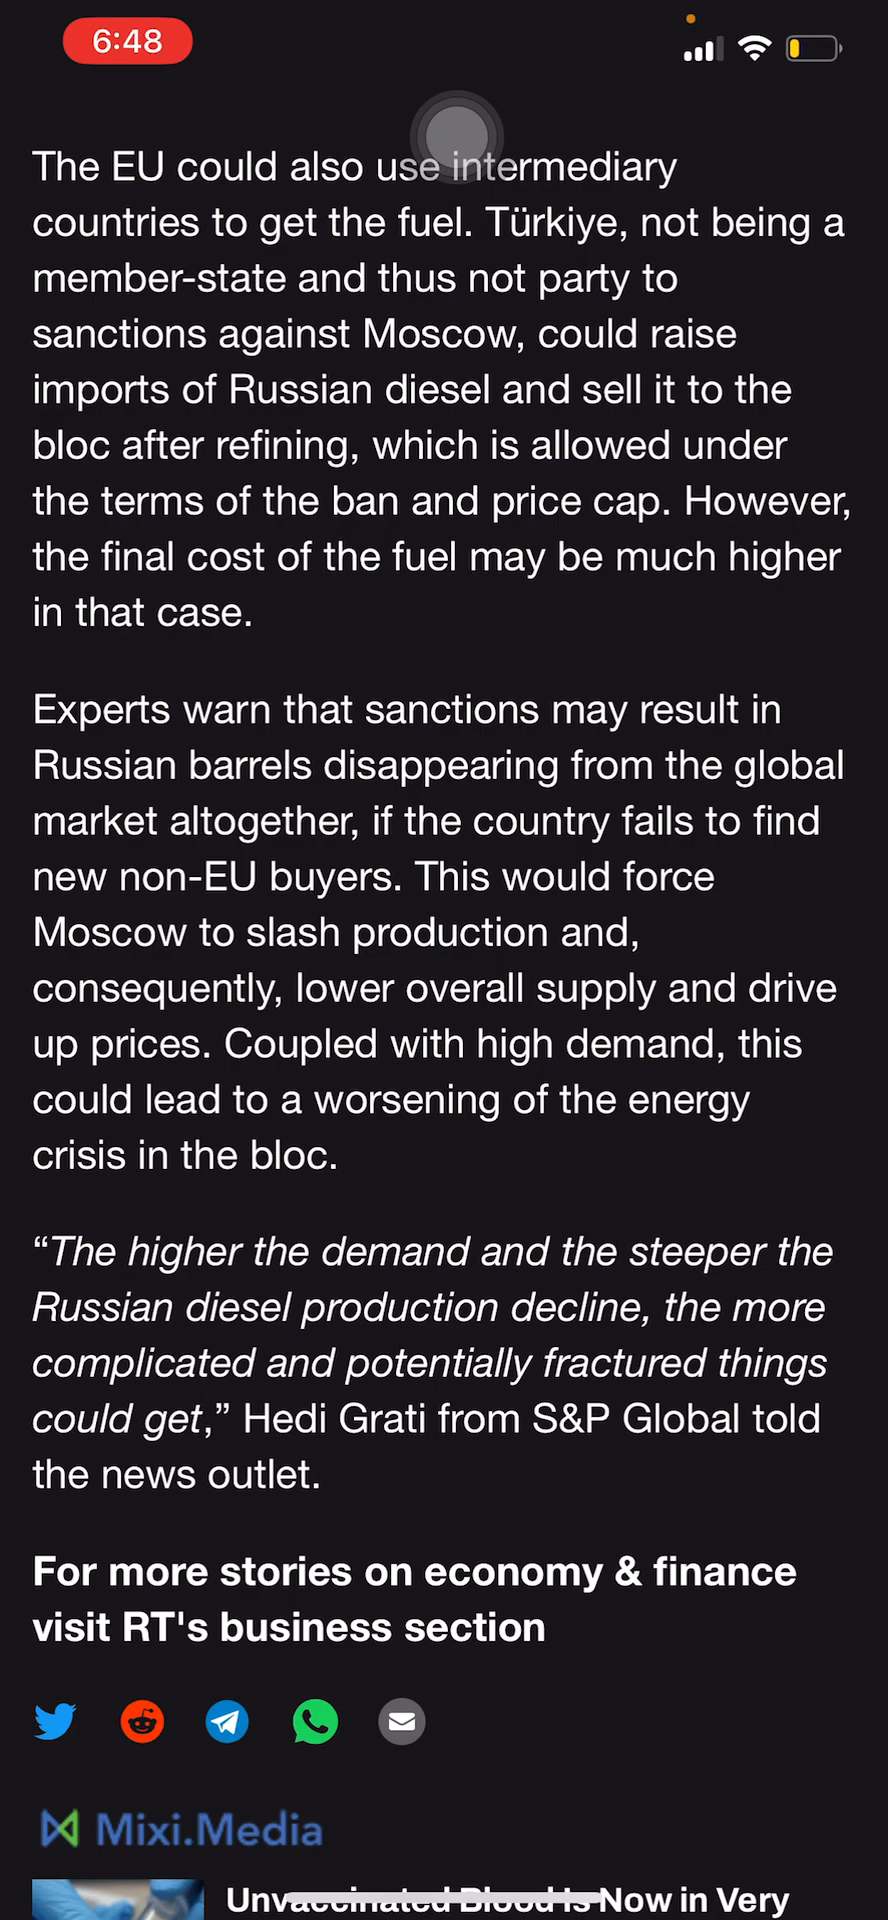 6:48
The EU could also use intermediary
countries to get the fuel. Türkiye, not being a
member-state and thus not party to
sanctions against Moscow, could raise
imports of Russian diesel and sell it to the
bloc after refining, which is allowed under
the terms of the ban and price cap. However,
the final cost of the fuel may be much higher
in that case.
Experts warn that sanctions may result in
Russian barrels disappearing from the global
market altogether, if the country fails to find
new non-EU buyers. This would force
Moscow to slash production and,
consequently, lower overall supply and drive
up prices. Coupled with high demand, this
could lead to a worsening of the energy
crisis in the bloc.
“The higher the demand and the steeper the
Russian diesel production decline, the more
complicated and potentially fractured things
could get,” Hedi Grati from S&P Global told
the news outlet.
For more stories on economy & finance
visit RT's business section
Mixi.Media
Unvaccinated Blood Is Now in Very